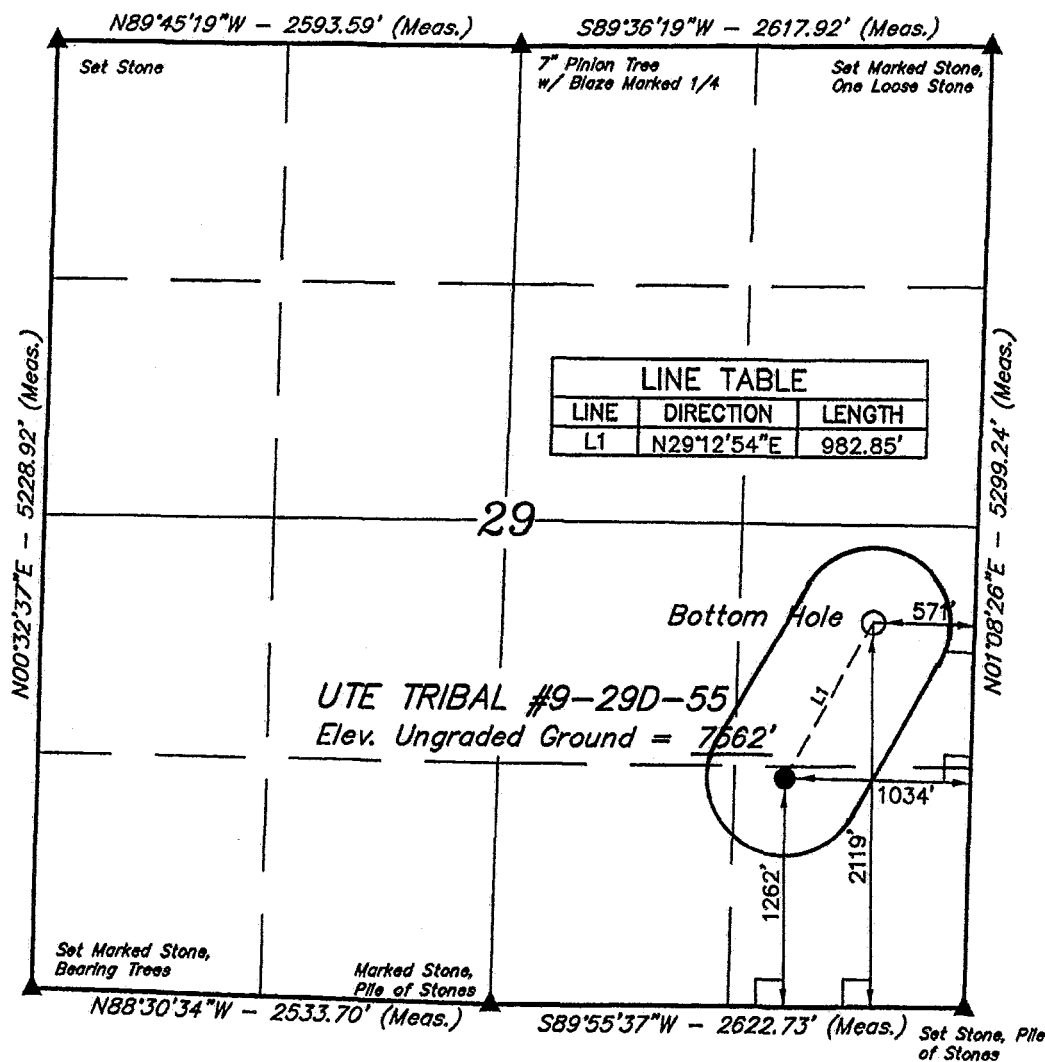 N89°45'19"W - 2593.59' (Meas.)
S89°36'19"W - 2617.92' (Meas.)
Set Stone
7" Pinion Tree
w/ Blaze Marked 1/4
Set Marked Stone,
One Loose Stone
N00°32'37"E - 5228.92' (Meas.)
N01°08'26"E - 5299.24' (Meas.)
LINE TABLE
LINE DIRECTION LENGTH
L1 N29°12'54"E 982.85'
29
Bottom Hole
571'
L1
UTE TRIBAL #9-29D-55
Elev. Ungraded Ground = 7562'
1034'
1262'
2119'
Set Marked Stone,
Bearing Trees
Marked Stone,
Pile of Stones
N88°30'34"W - 2533.70' (Meas.)
S89°55'37"W - 2622.73' (Meas.)
Set Stone, Pile
of Stones